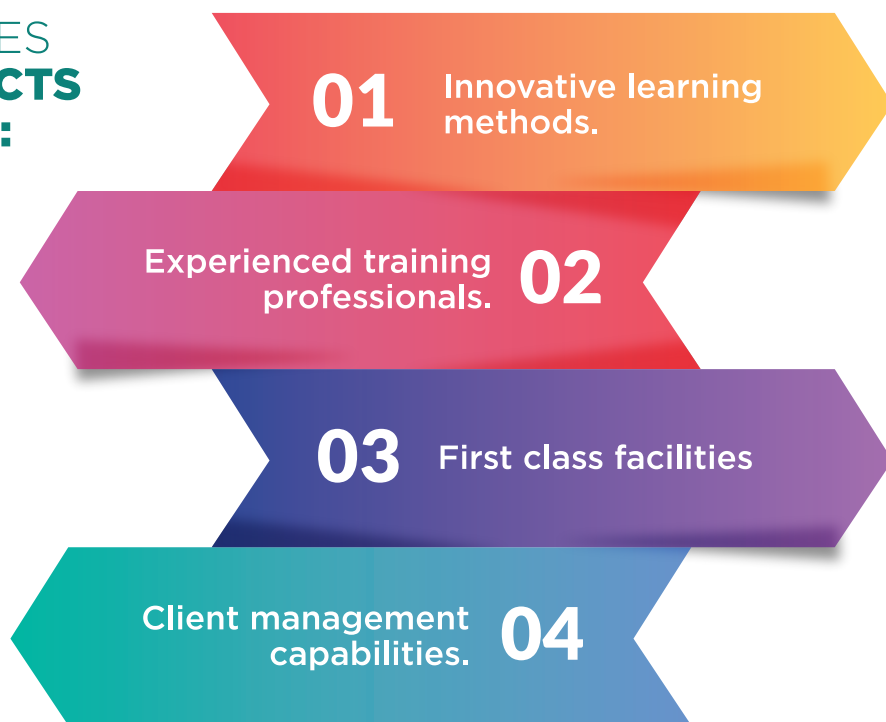 ES
CTS
:
01
Innovative learning
methods.
Experienced training
professionals.
02
03
First class facilities
Client management
capabilities.
04